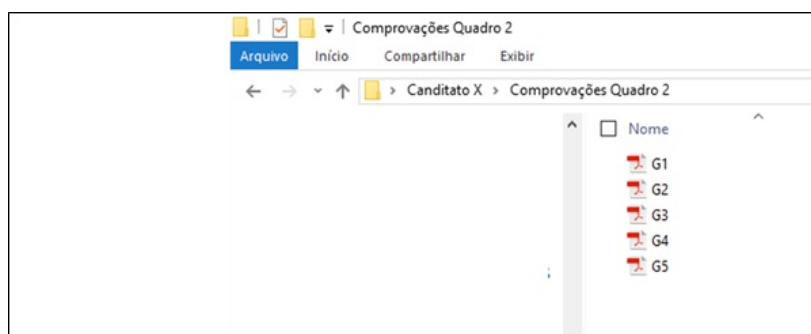 Comprovações Quadro 2
Arquivo Início Compartilhar Exibir
Canditato X > Comprovações Quadro 2
Nome
G1
G2
G3
G4
G5